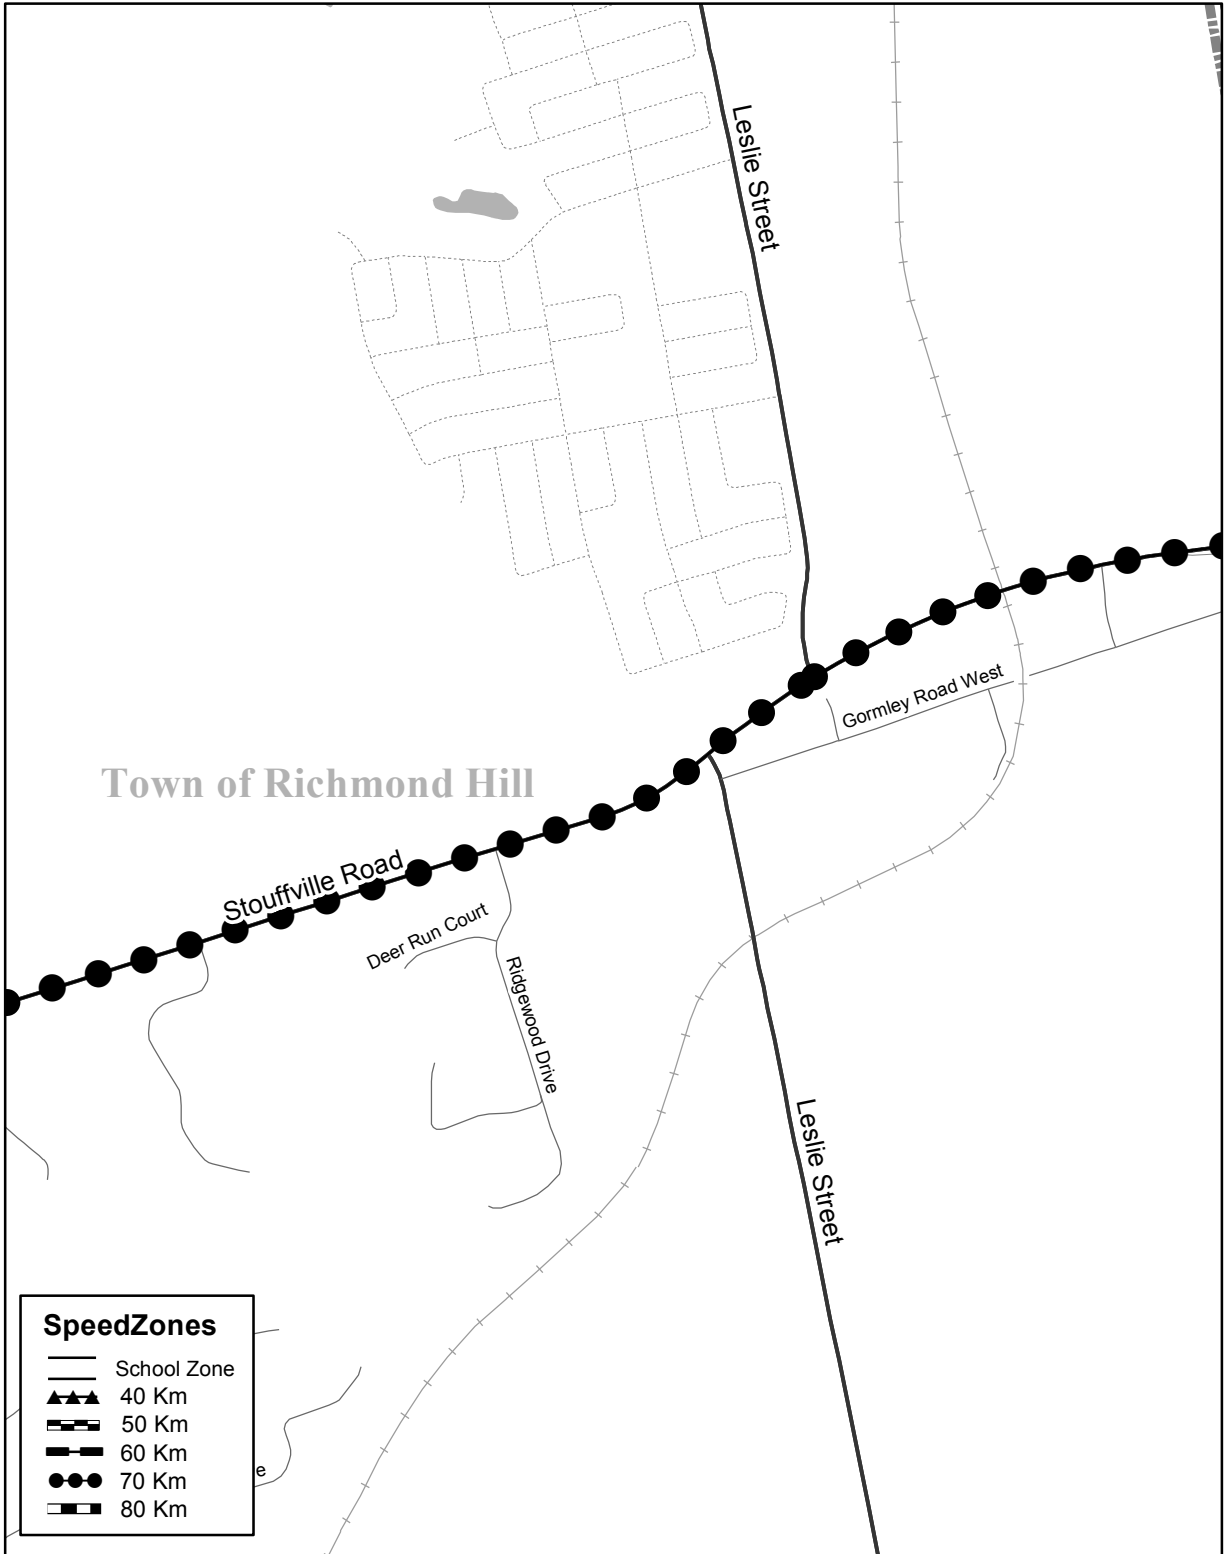 Leslie Street
Gormley Road West
Town of Richmond Hill
Stouffville Road
Deer Run Court
Ridgewood Drive
Leslie Street
SpeedZones
School Zone
40 Km
50 Km
60 Km
70 Km
80 Km
e